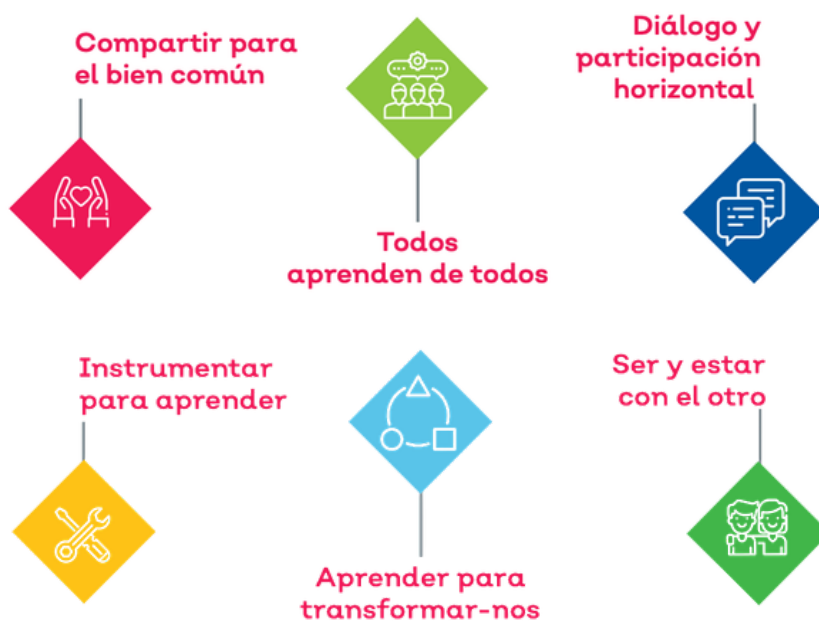 Compartir para
el bien común
Todos
aprenden de todos
Diálogo y
participación
horizontal
Instrumentar
para aprender
Aprender para
transformar-nos
Ser y estar
con el otro